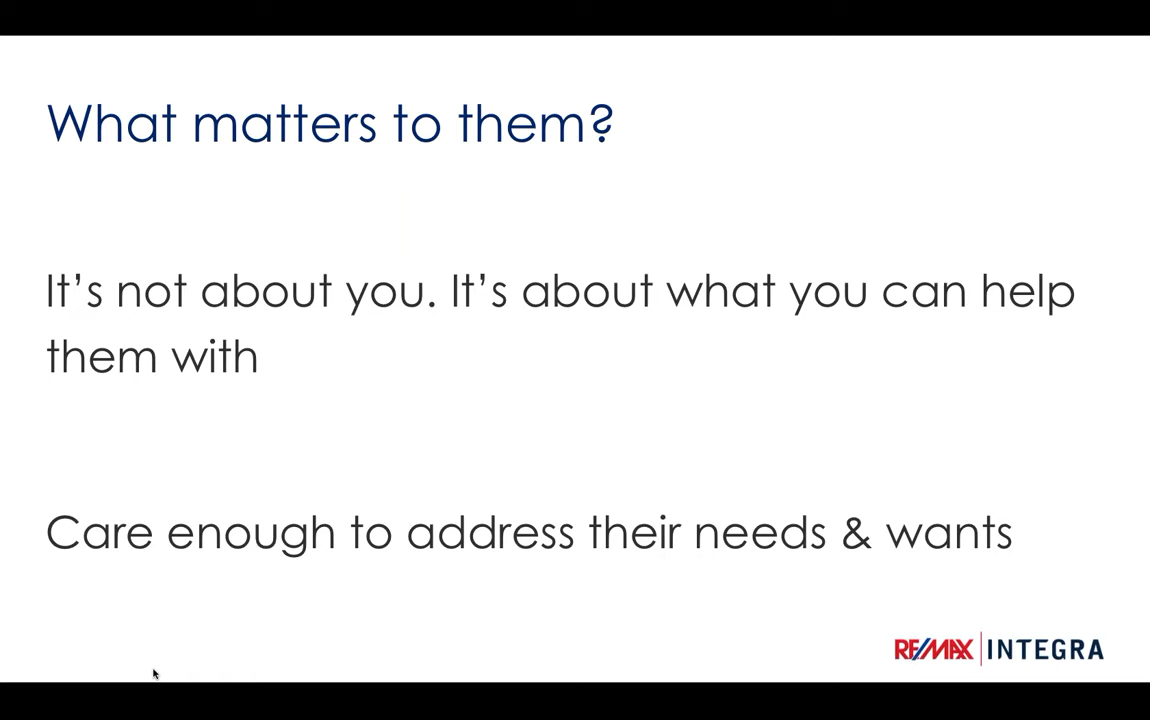 What matters to them?
It’s not about you. It’s about what you can help
them with
Care enough to address their needs & wants
RE/MAX INTEGRA